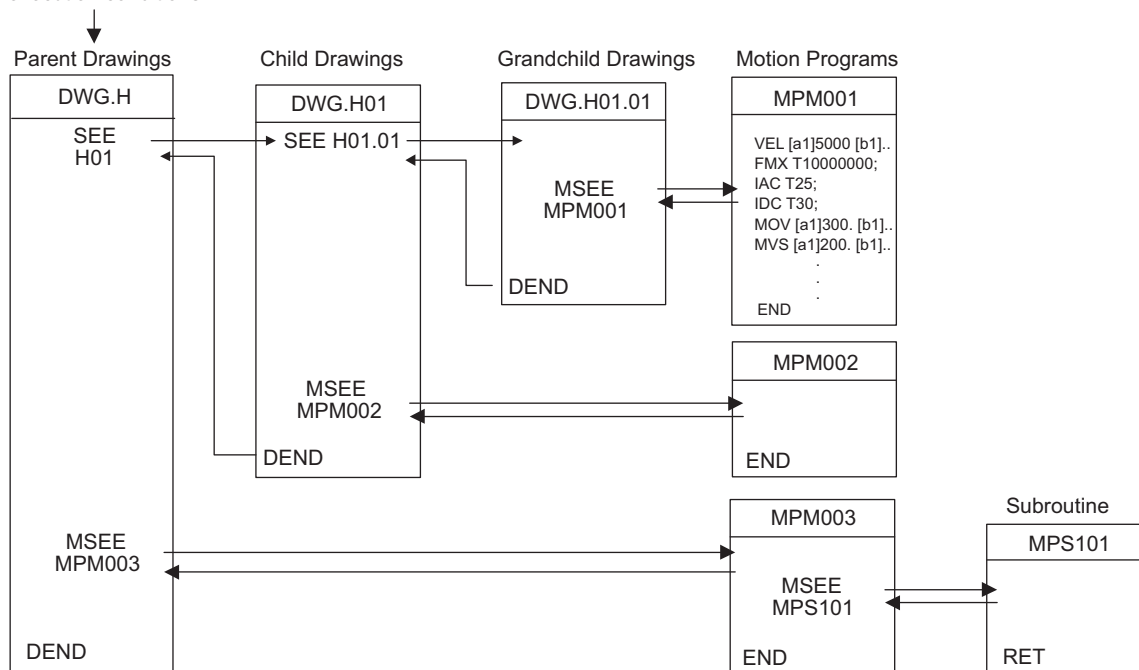 Parent Drawings
DWG.H
SEE
H01
MSEE
MPM003
DEND
Child Drawings
DWG.H01
SEE H01.01
MSEE
MPM002
DEND
Grandchild Drawings
DWG.H01.01
MSEE
MPM001
DEND
Motion Programs
MPM001
VEL [a1]5000 [b1]..
FMX T10000000;
IAC T25;
IDC T30;
MOV [a1]300. [b1]..
MVS [a1]200. [b1]..
.
.
.
END
MPM002
END
MPM003
MSEE
MPS101
END
Subroutine
MPS101
RET